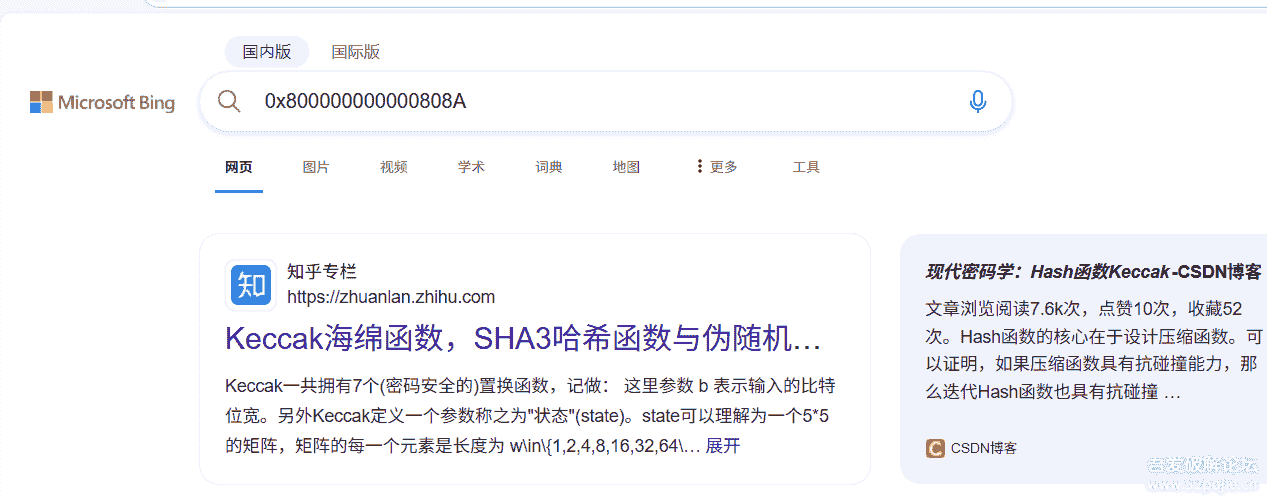 国内版 国际版
Microsoft Bing
0x800000000000808A
网页 图片 视频 学术 词典 地图 更多 工具
知 知乎专栏
https://zhuanlan.zhihu.com
Keccak海绵函数，SHA3哈希函数与伪随机…
Keccak一共拥有7个(密码安全的)置换函数，记做： 这里参数 b 表示输入的比特
位宽。另外Keccak定义一个参数称之为"状态"(state)。state可以理解为一个5*5
的矩阵，矩阵的每一个元素是长度为 w\in\{1,2,4,8,16,32,64\… 展开
现代密码学：Hash函数Keccak-CSDN博客
文章浏览阅读7.6k次，点赞10次，收藏52
次。Hash函数的核心在于设计压缩函数。可
以证明，如果压缩函数具有抗碰撞能力，那
么迭代Hash函数也具有抗碰撞 …
C CSDN博客
吾爱破解论坛
www.52pojie.cn